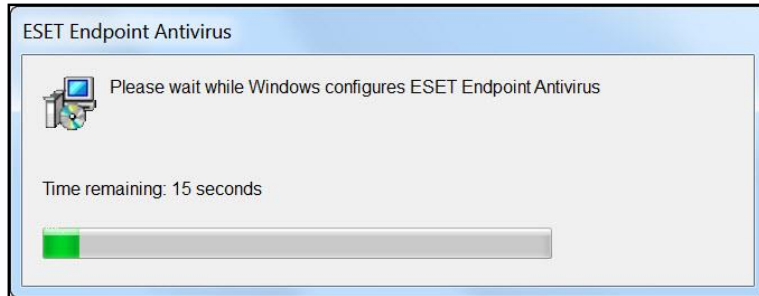 ESET Endpoint Antivirus
Please wait while Windows configures ESET Endpoint Antivirus
Time remaining: 15 seconds